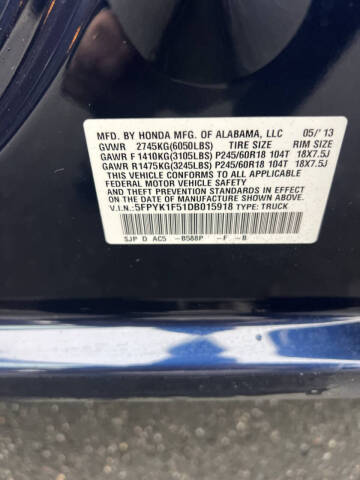 MFD. BY HONDA MFG. OF ALABAMA, LLC 05/'13
GVWR 2745KG(6050LBS) TIRE SIZE RIM SIZE
GAWR F 1410KG(3105LBS) P245/60R18 104T 18X7.5J
GAWR R 1475KG(3245LBS) P245/60R18 104T 18X7.5J
THIS VEHICLE CONFORMS TO ALL APPLICABLE
FEDERAL MOTOR VEHICLE SAFETY
AND THEFT PREVENTION STANDARDS IN EFFECT
ON THE DATE OF MANUFACTURE SHOWN ABOVE.
V.I.N.:5FPYK1F51DB015918 TYPE:TRUCK
SJP D AC5 -B588P -F -B